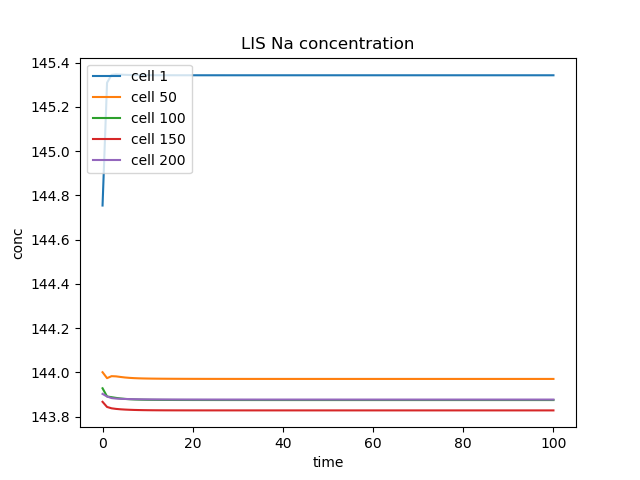 LIS Na concentration
145.4
145.2
145.0
144.8
144.6
144.4
144.2
144.0
143.8
conc
cell 1
cell 50
cell 100
cell 150
cell 200
0 20 40 60 80 100
time